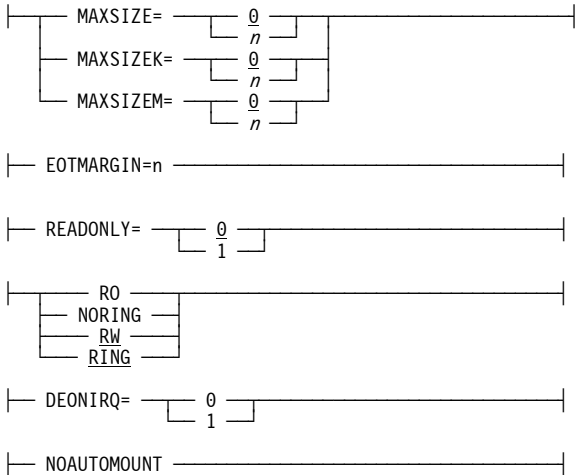 MAXSIZE= 0
n
MAXSIZEK= 0
n
MAXSIZEM= 0
n
EOTMARGIN=n
READONLY= 0
1
RO
NORING
RW
RING
DEONIRQ= 0
1
NOAUTOMOUNT